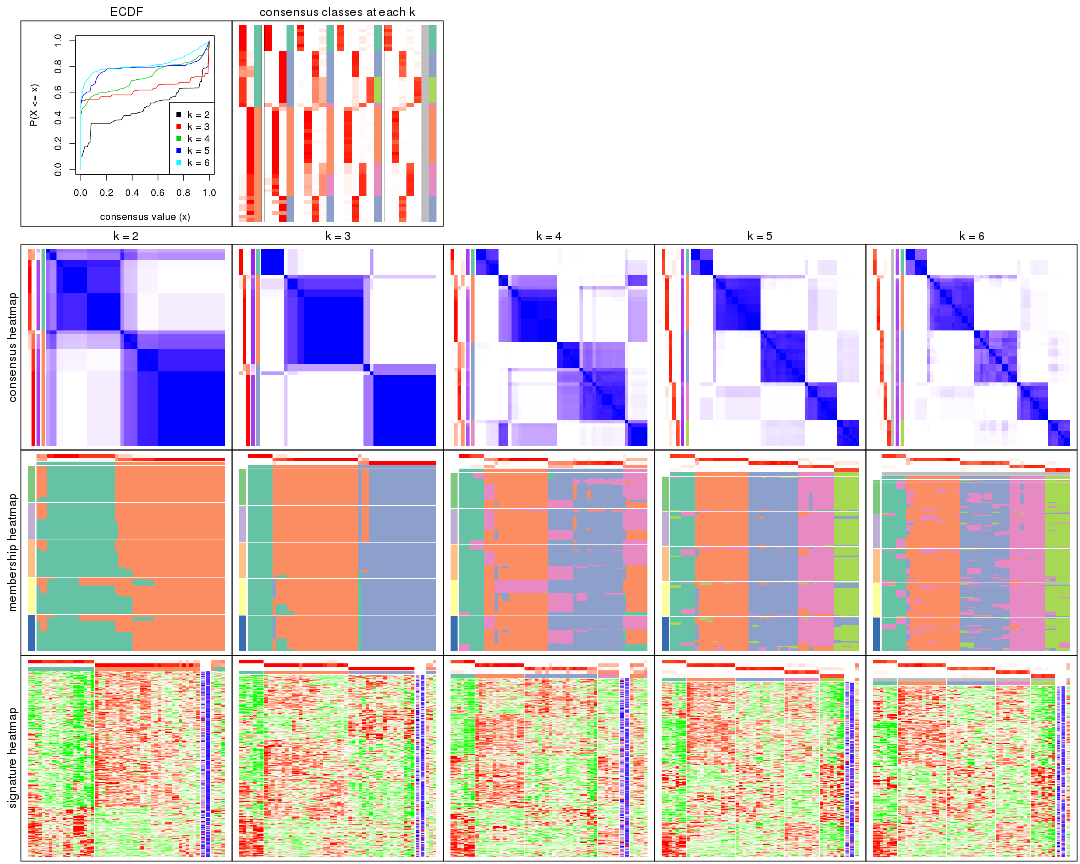 ECDF
consensus classes at each k
P(X <= x)
0.0 0.2 0.4 0.6 0.8 1.0
k = 2
k = 3
k = 4
k = 5
k = 6
0.0 0.2 0.4 0.6 0.8 1.0
consensus value (x)
k = 2
k = 3
k = 4
k = 5
k = 6
consensus heatmap
membership heatmap
signature heatmap